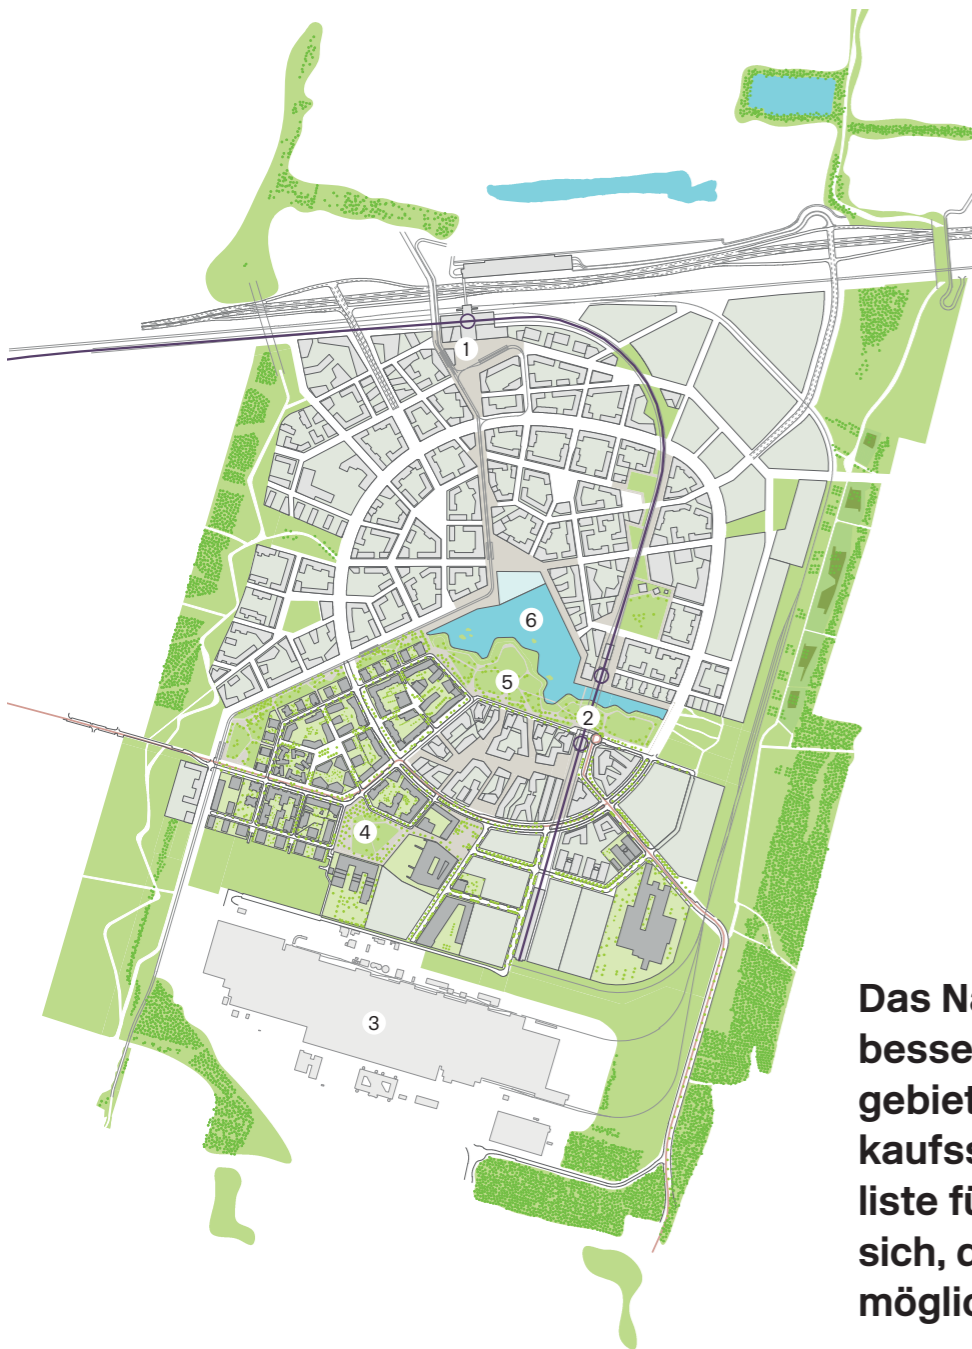 1
6
5
2
4
3
Das Na
besse
gebiet
kaufss
liste fü
sich, d
möglic